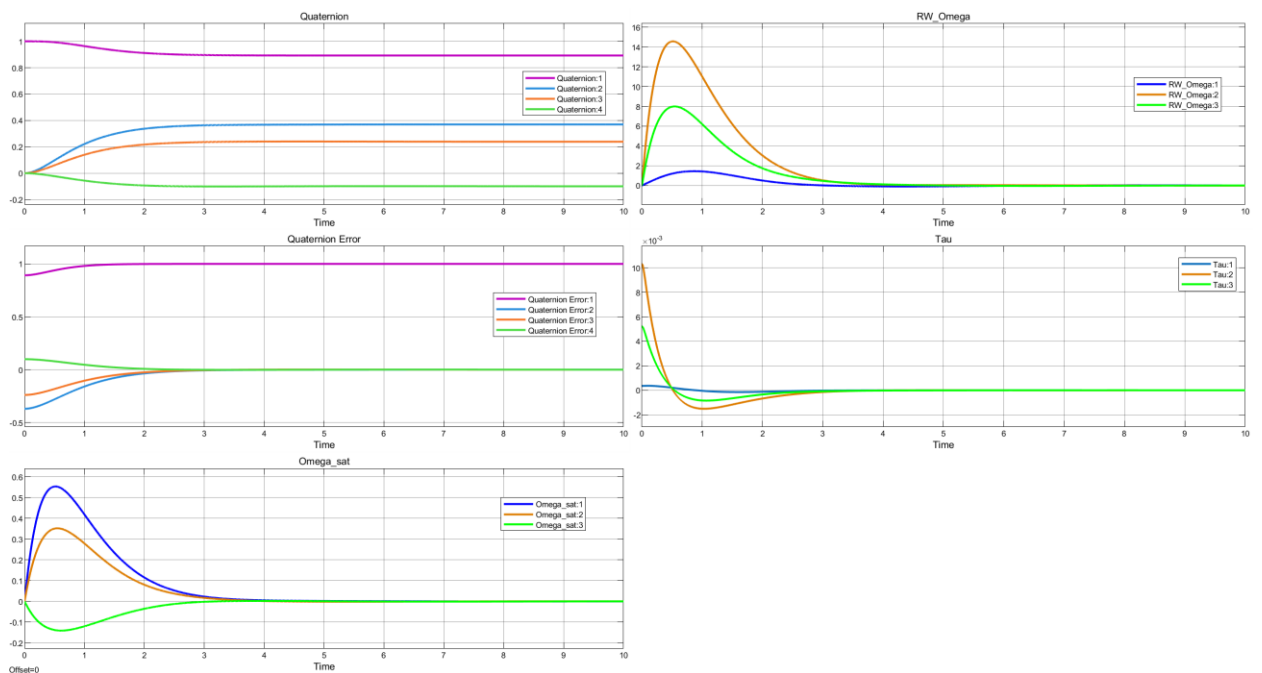 Quaternion
1
0.8
0.6
0.4
0.2
0
-0.2
Quaternion:1
Quaternion:2
Quaternion:3
Quaternion:4
0 1 2 3 4 5 6 7 8 9 10
Time
RW_Omega
16
14
12
10
8
6
4
2
0
RW_Omega:1
RW_Omega:2
RW_Omega:3
0 1 2 3 4 5 6 7 8 9 10
Time
Quaternion Error
1
0.5
0
-0.5
Quaternion Error:1
Quaternion Error:2
Quaternion Error:3
Quaternion Error:4
0 1 2 3 4 5 6 7 8 9 10
Time
Tau
×10-3
10
8
6
4
2
0
-2
Tau:1
Tau:2
Tau:3
0 1 2 3 4 5 6 7 8 9 10
Time
Omega_sat
0.6
0.5
0.4
0.3
0.2
0.1
0
-0.1
-0.2
Omega_sat:1
Omega_sat:2
Omega_sat:3
0 1 2 3 4 5 6 7 8 9 10
Time
Offset=0